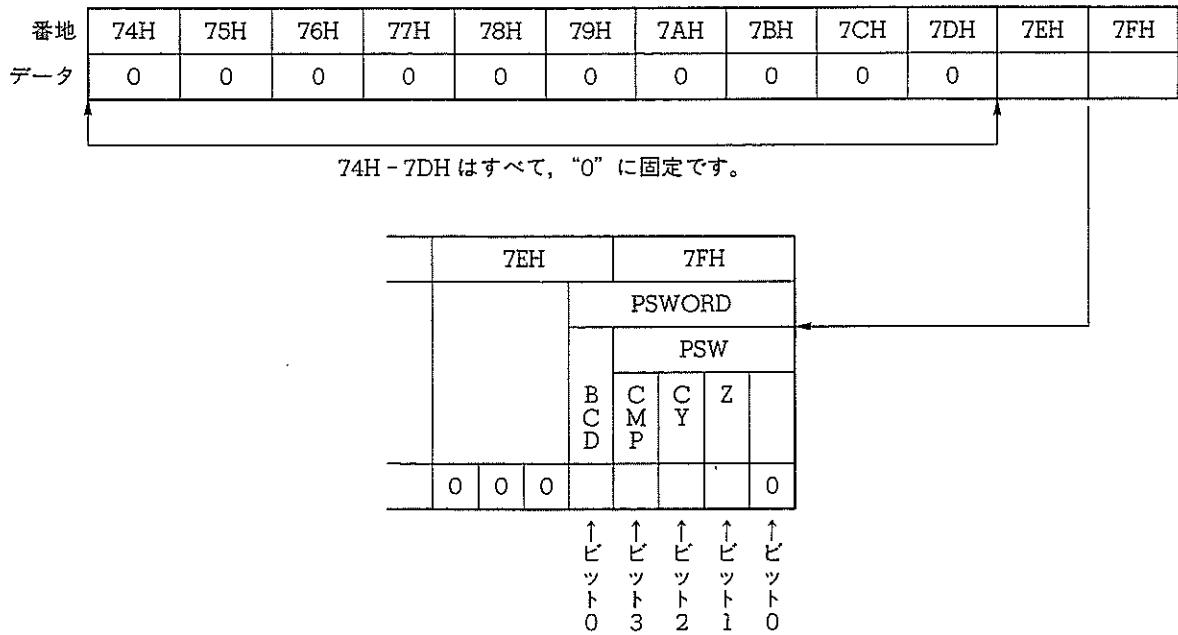 番地 74H 75H 76H 77H 78H 79H 7AH 7BH 7CH 7DH 7EH 7FH
データ 0 0 0 0 0 0 0 0 0 0
74H－7DHはすべて，“0”に固定です。
7EH 7FH
PSWORD
PSW
BCD CMP CY Z
0 0 0 0
↑ビット0 ↑ビット3 ↑ビット2 ↑ビット1 ↑ビット0